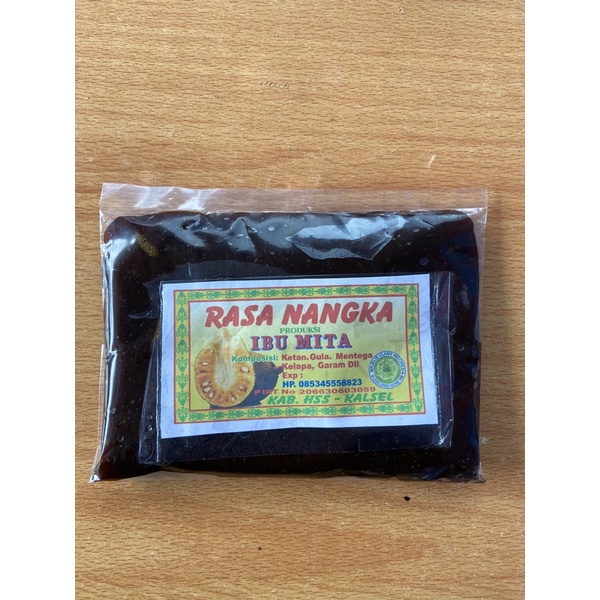 RASA NANGKA
PRODUKSI
IBU MITA
Komposisi: Ketan.Gula. Mentega
Kelapa, Garam Dll
Exp :
HP. 085345558823
PIRT No 206630603059
KAB. HSS - KALSEL